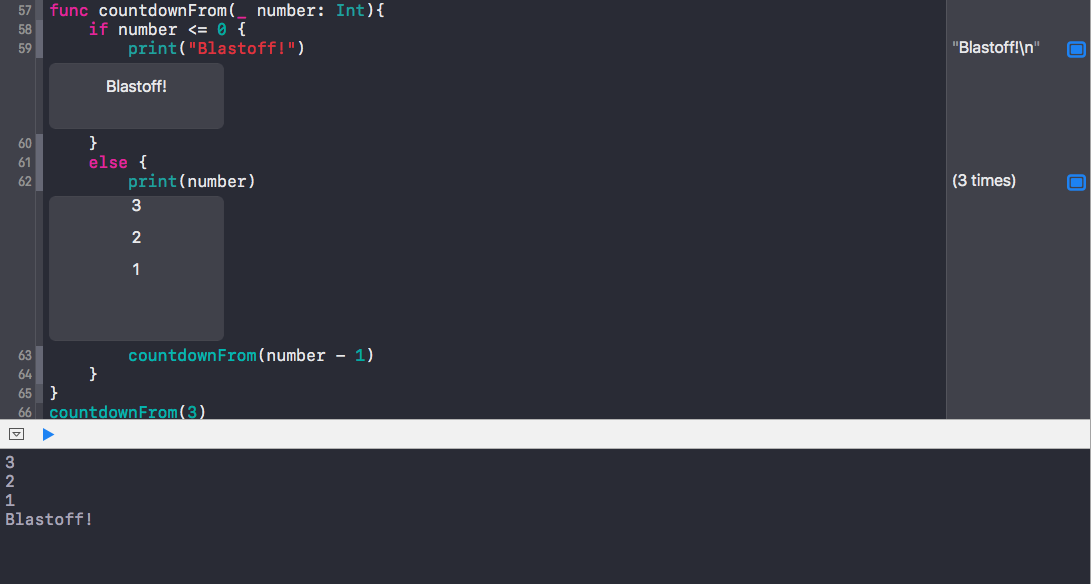 57 func countdownFrom(_ number: Int){
58     if number <= 0 {
59         print("Blastoff!") "Blastoff!\n"
Blastoff!
60     }
61     else {
62         print(number) (3 times)
3
2
1
63         countdownFrom(number - 1)
64     }
65 }
66 countdownFrom(3)
3
2
1
Blastoff!